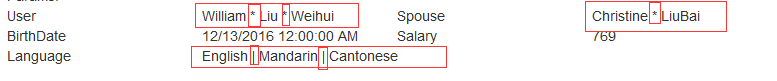 User William * Liu * Weihui Spouse Christine * LiuBai
BirthDate 12/13/2016 12:00:00 AM Salary 769
Language English | Mandarin | Cantonese